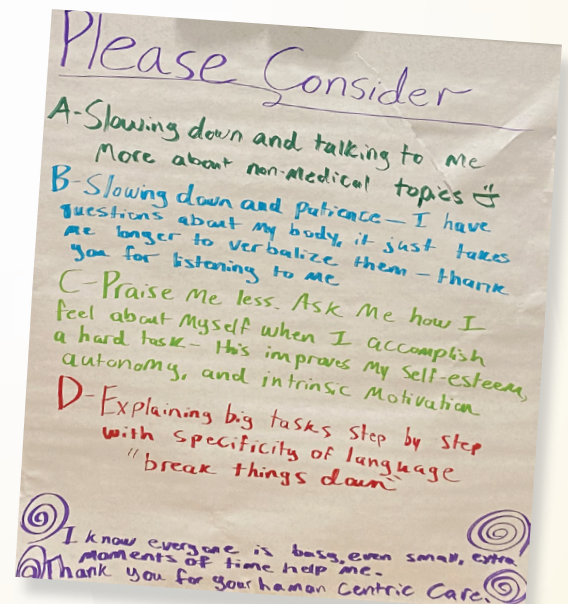 Please Consider
A-Slowing down and talking to me
More about non-medical topics
B-Slowing down and patience - I have
questions about my body, it just takes
me longer to verbalize them - thank
you for listening to me
C-Praise me less. Ask me how I
feel about Myself when I accomplish
a hard task - this improves my self-esteem,
autonomy, and intrinsic Motivation
D-Explaining big tasks step by step
with specificity of language
"break things down"
I know everyone is busy, even small, extra
moments of time help me.
Thank you for your human Centric Care.